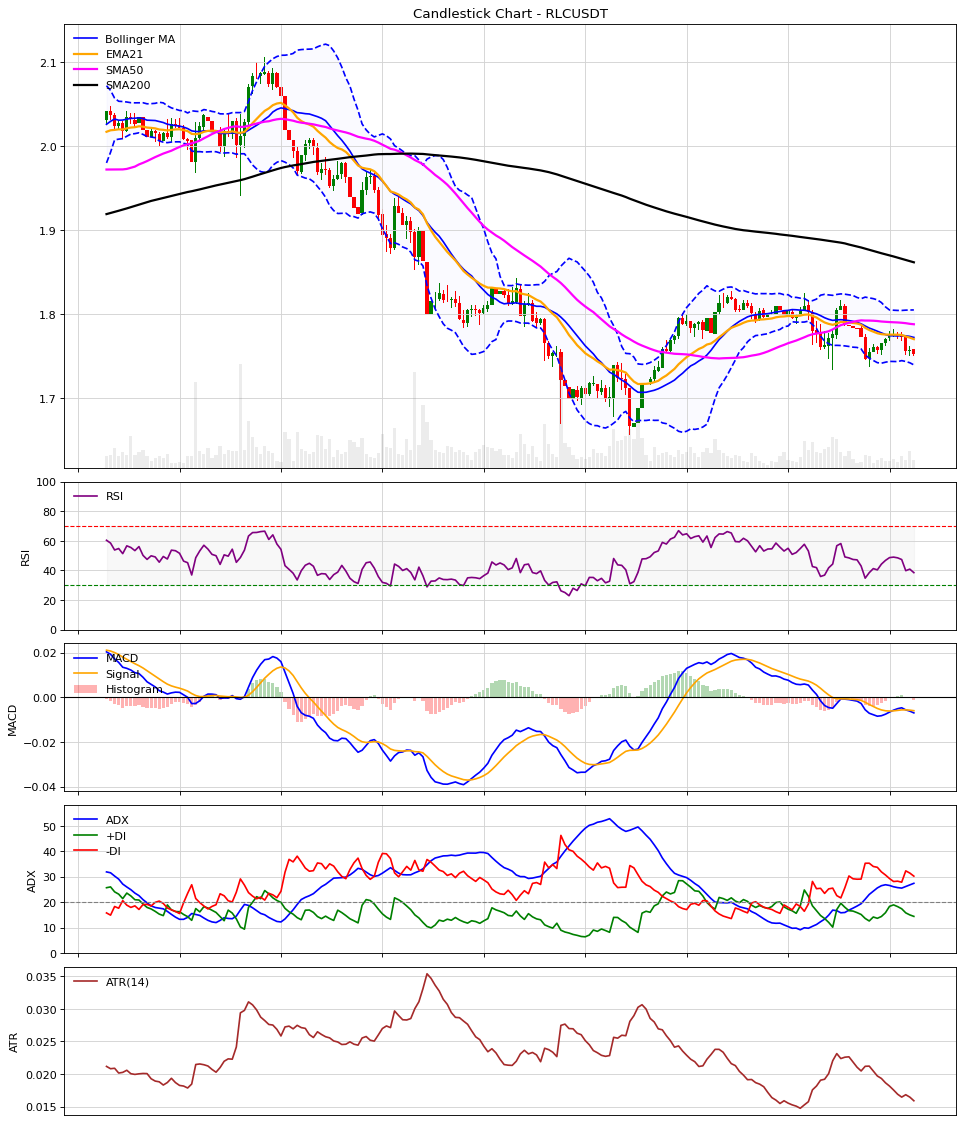 Candlestick Chart - RLCUSDT
Bollinger MA
EMA21
SMA50
SMA200
2.1
2.0
1.9
1.8
1.7
RSI
RSI
100
80
60
40
20
0
MACD
Signal
Histogram
MACD
0.02
0.00
−0.02
−0.04
ADX
+DI
-DI
ADX
50
40
30
20
10
0
ATR(14)
ATR
0.035
0.030
0.025
0.020
0.015